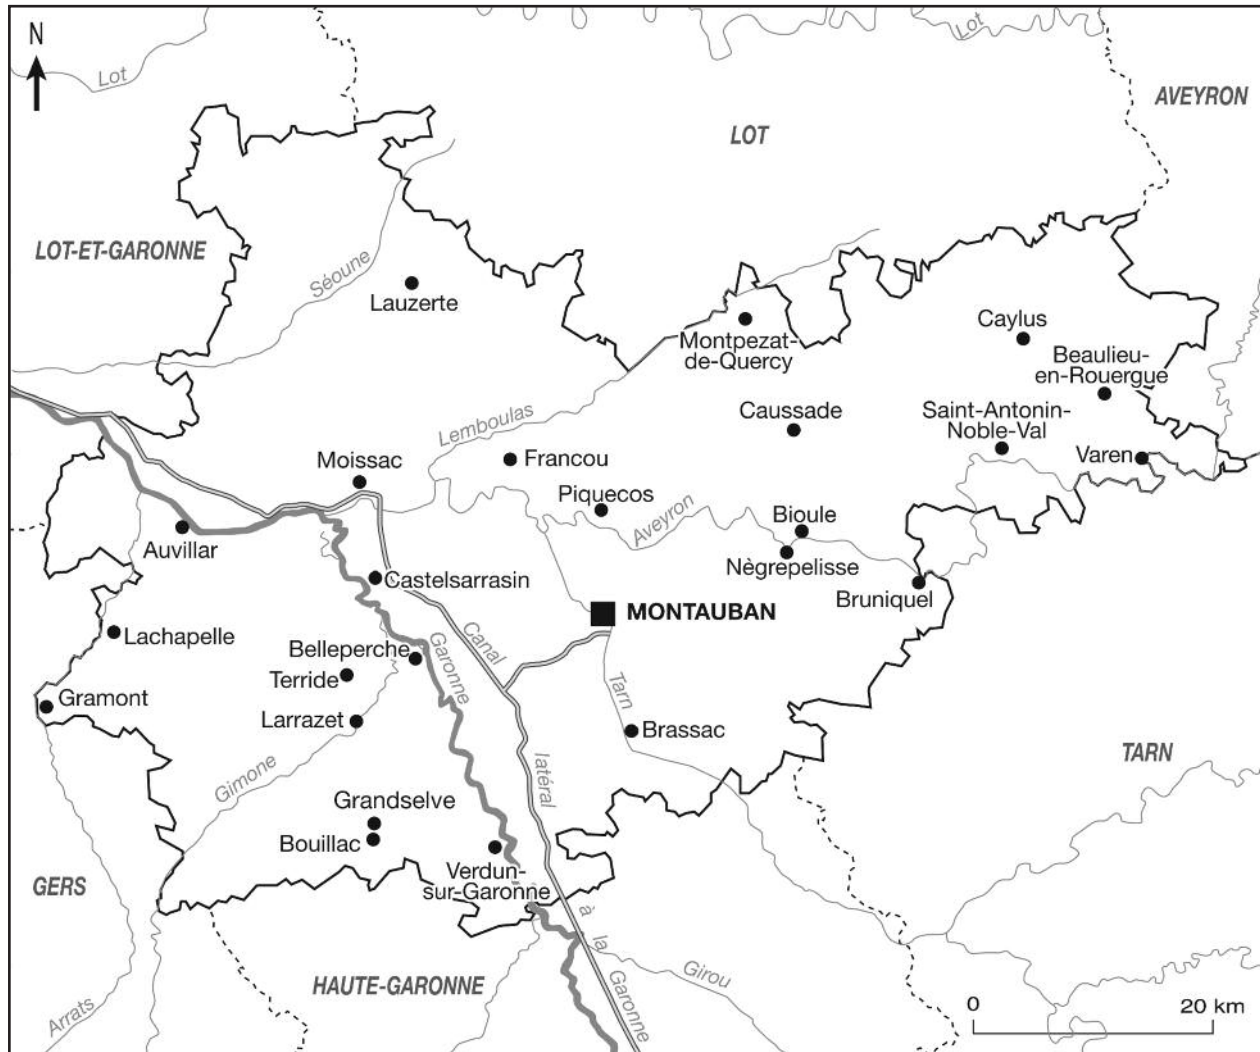 N
Lot
Lot
AVEYRON
LOT
LOT-ET-GARONNE
Séoune
Lauzerte
Montpezat-
de-Quercy
Caylus
Beaulieu-
en-Rouergue
Lemboulas
Caussade
Saint-Antonin-
Noble-Val
Moissac
Francou
Varen
Piquecos
Aveyron
Bioule
Auvillar
Nègrepelisse
Castelsarrasin
Bruniquel
MONTAUBAN
Lachapelle
Canal
Belleperche
Garonne
Terride
Tarn
Gramont
Larrazet
Brassac
TARN
Gimone
latéral
Grandselve
Bouillac
Verdun-
sur-Garonne
GERS
à
la
Garonne
Girou
HAUTE-GARONNE
Arrats
0 20 km